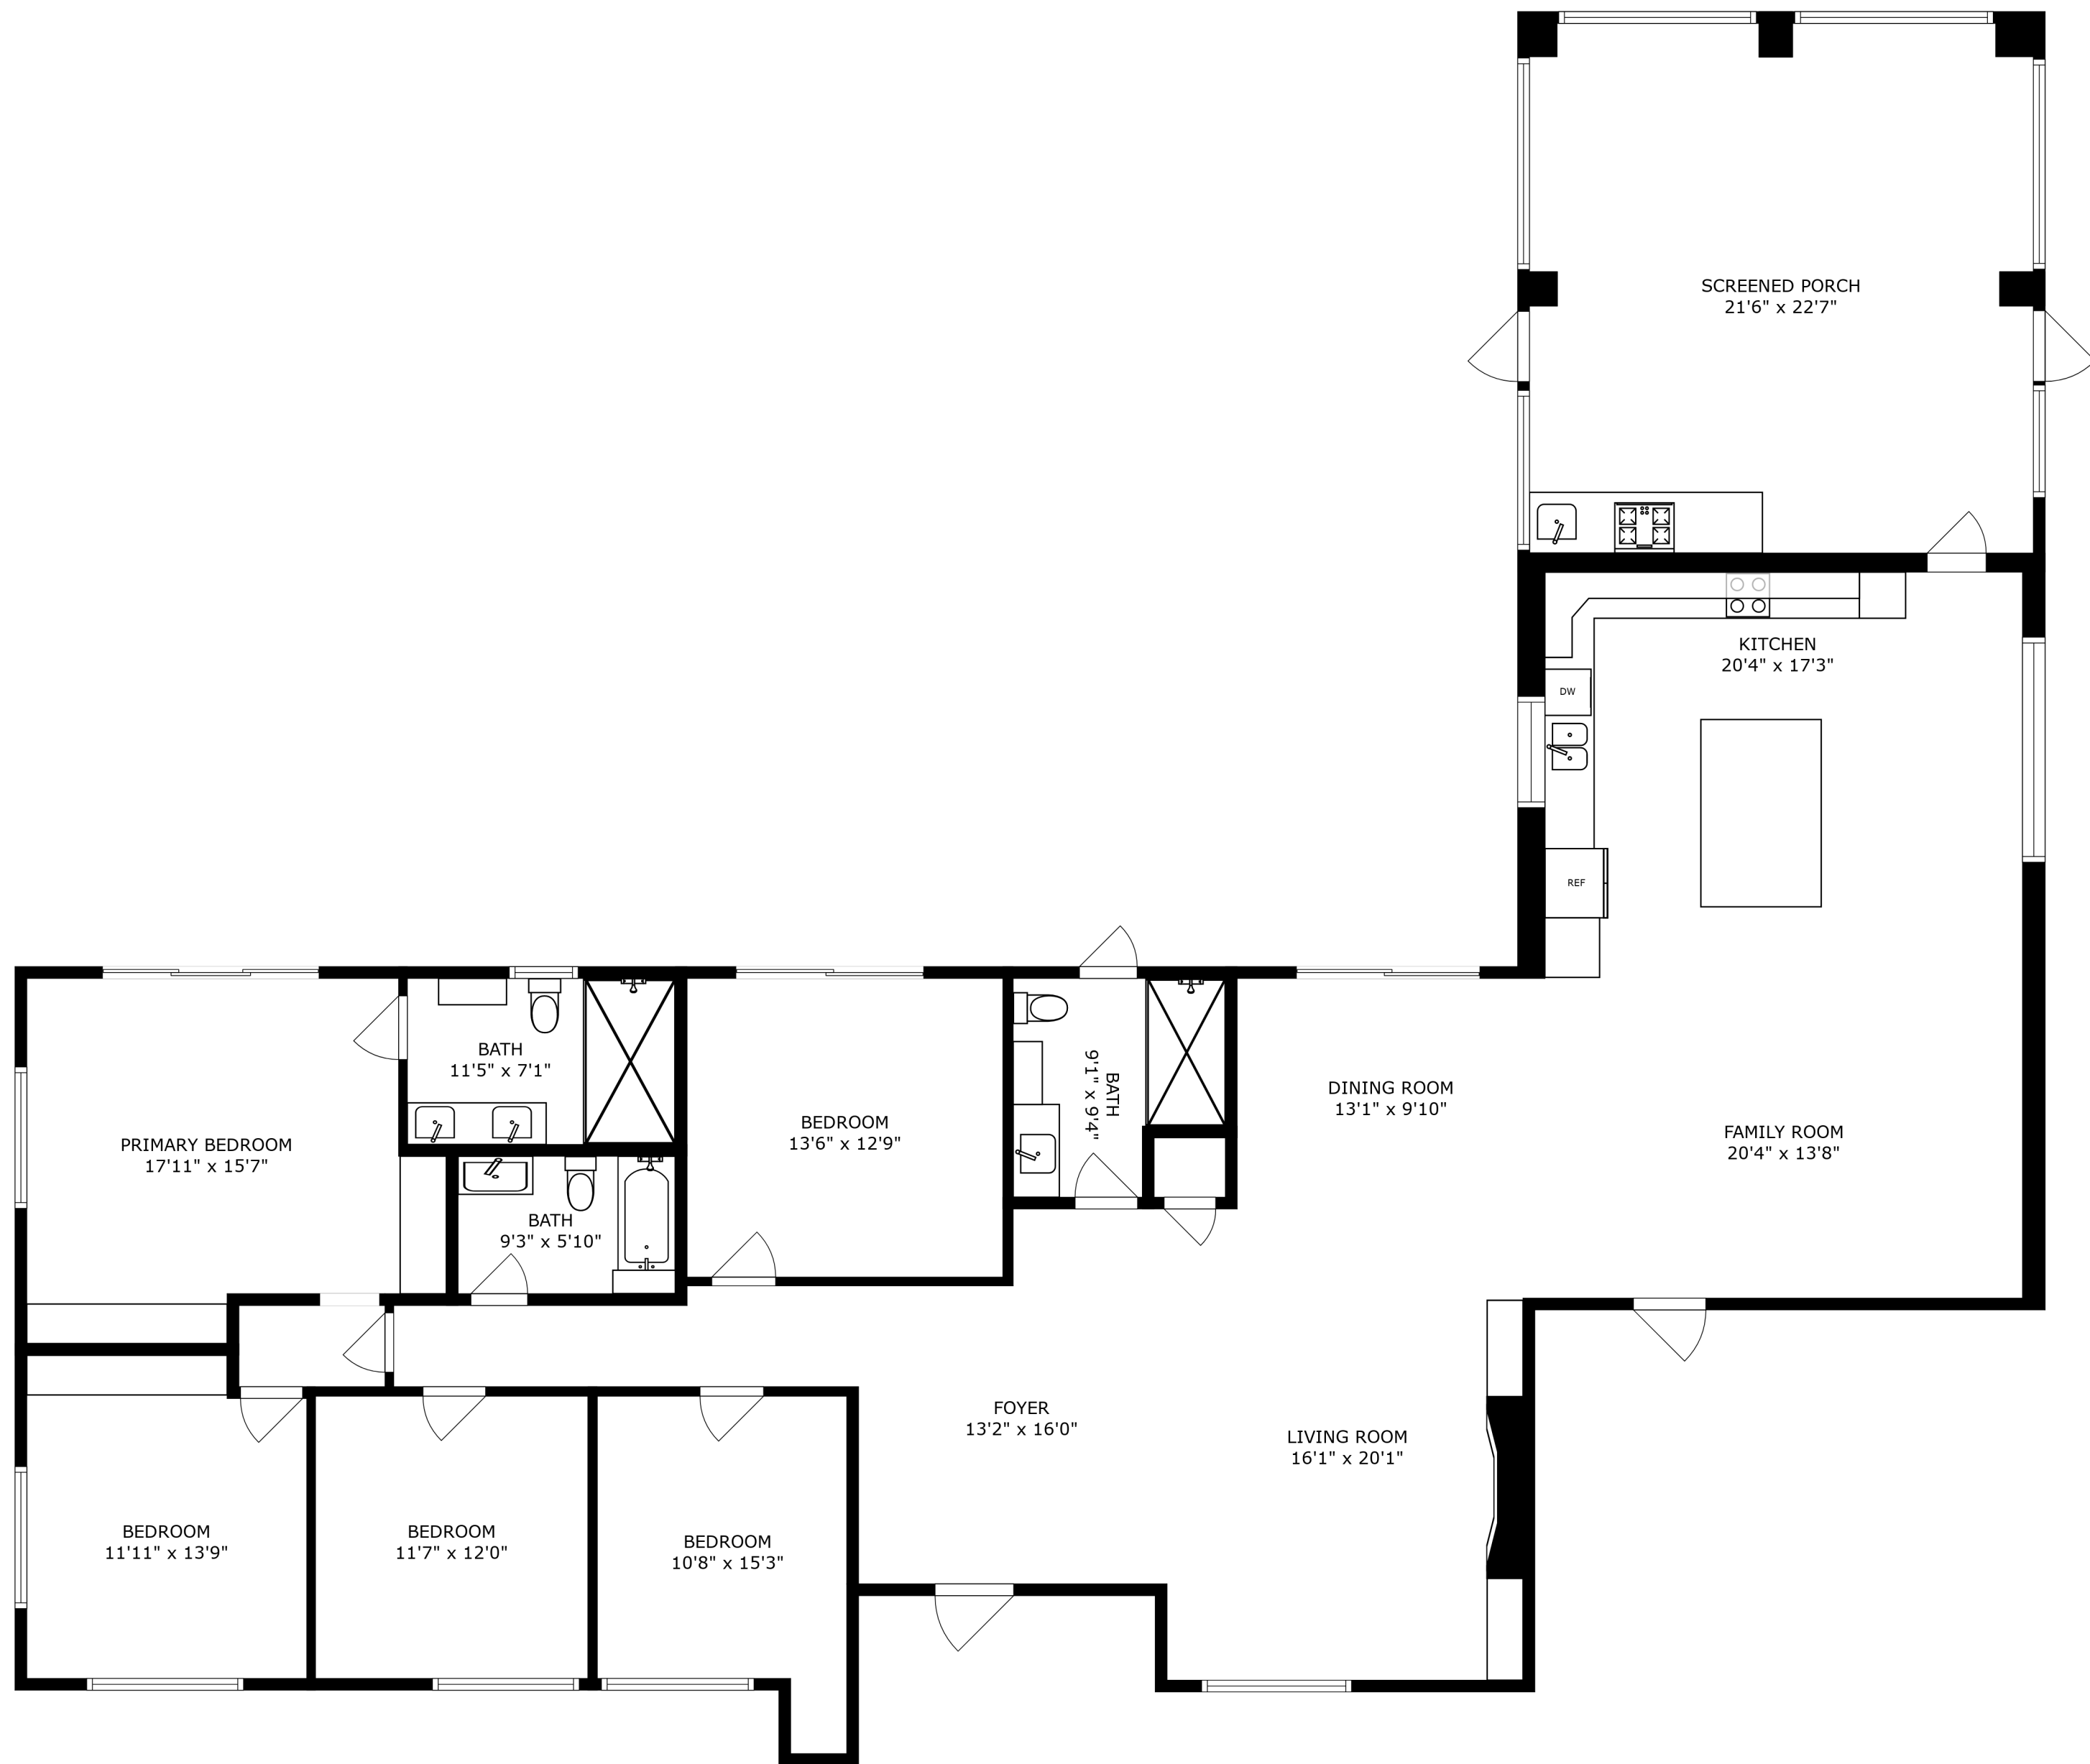 SCREENED PORCH
21'6" x 22'7"
KITCHEN
20'4" x 17'3"
DW
REF
BATH
11'5" x 7'1"
BATH
9'1" x 9'4"
DINING ROOM
13'1" x 9'10"
BEDROOM
13'6" x 12'9"
FAMILY ROOM
20'4" x 13'8"
PRIMARY BEDROOM
17'11" x 15'7"
BATH
9'3" x 5'10"
FOYER
13'2" x 16'0"
LIVING ROOM
16'1" x 20'1"
BEDROOM
11'11" x 13'9"
BEDROOM
11'7" x 12'0"
BEDROOM
10'8" x 15'3"